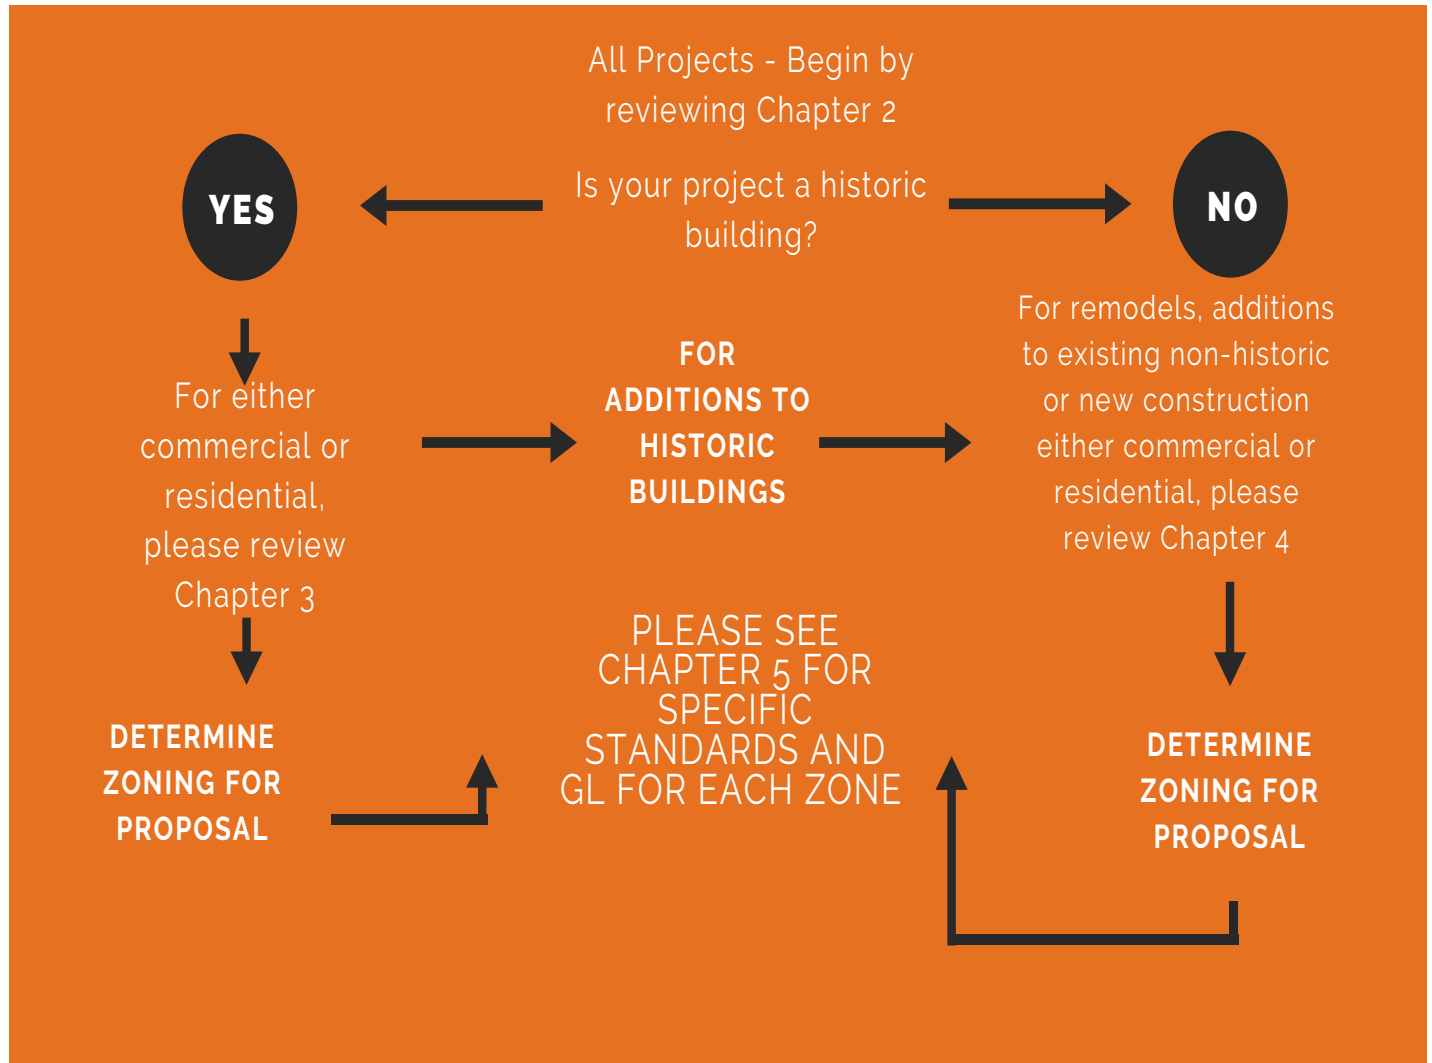 All Projects - Begin by
reviewing Chapter 2
Is your project a historic
building?
YES
NO
For either
commercial or
residential,
please review
Chapter 3
FOR
ADDITIONS TO
HISTORIC
BUILDINGS
For remodels, additions
to existing non-historic
or new construction
either commercial or
residential, please
review Chapter 4
DETERMINE
ZONING FOR
PROPOSAL
PLEASE SEE
CHAPTER 5 FOR
SPECIFIC
STANDARDS AND
GL FOR EACH ZONE
DETERMINE
ZONING FOR
PROPOSAL